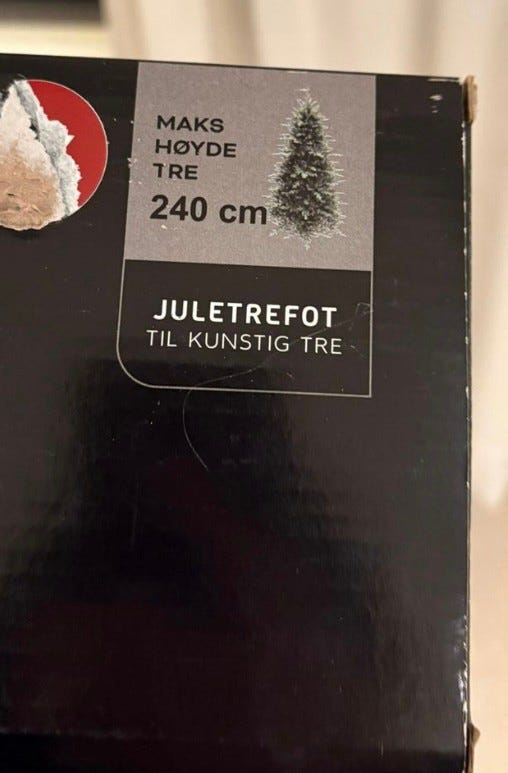 MAKS
HØYDE
TRE
240 cm
JULETREFOT
TIL KUNSTIG TRE